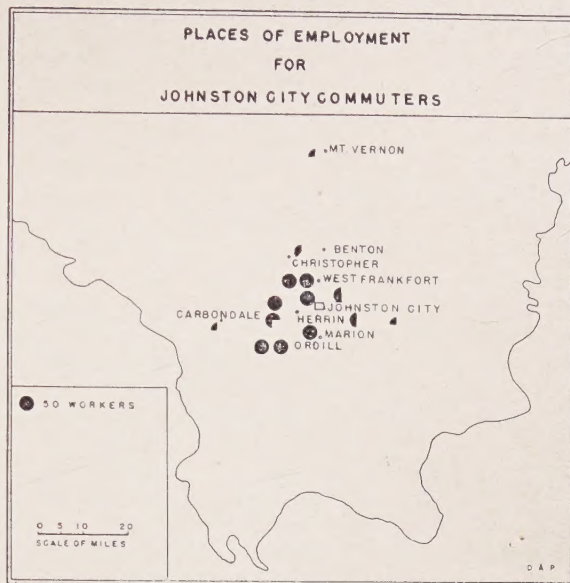 PLACES OF EMPLOYMENT
FOR
JOHNSTON CITY COMMUTERS
MT. VERNON
BENTON
CHRISTOPHER
WEST FRANKFORT
JOHNSTON CITY
CARBONDALE
HERRIN
MARION
ORDILL
50 WORKERS
0 5 10 20
SCALE OF MILES
D A P